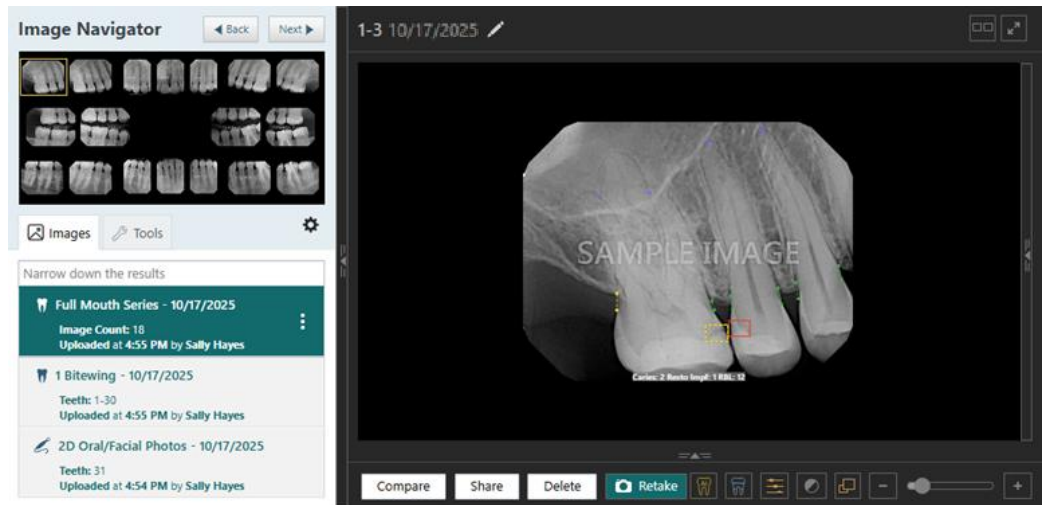 Image Navigator
Back
Next
1-3 10/17/2025
Images
Tools
Narrow down the results
Full Mouth Series - 10/17/2025
Image Count: 18
Uploaded at 4:55 PM by Sally Hayes
1 Bitewing - 10/17/2025
Teeth: 1-30
Uploaded at 4:55 PM by Sally Hayes
2D Oral/Facial Photos - 10/17/2025
Teeth: 31
Uploaded at 4:54 PM by Sally Hayes
SAMPLE IMAGE
Caries: 2 Resto Impf: 1 RBL: 12
Compare
Share
Delete
Retake